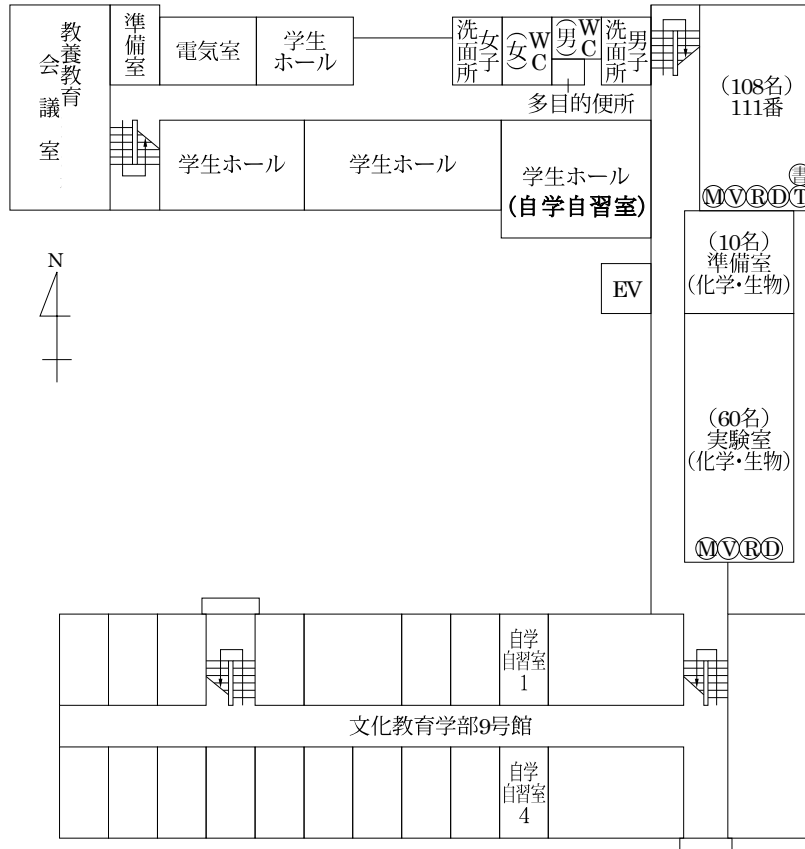 教養教育
会議室
準備室
電気室
学生
ホール
女子
洗面所
WC
(女)
WC
(男)
男子
洗面所
多目的便所
(108名)
111番
書
ⓂⓋⓇⒹⓉ
学生ホール
学生ホール
学生ホール
(自学自習室)
(10名)
準備室
(化学・生物)
N
EV
(60名)
実験室
(化学・生物)
ⓂⓋⓇⒹ
自学
自習室
1
文化教育学部9号館
自学
自習室
4